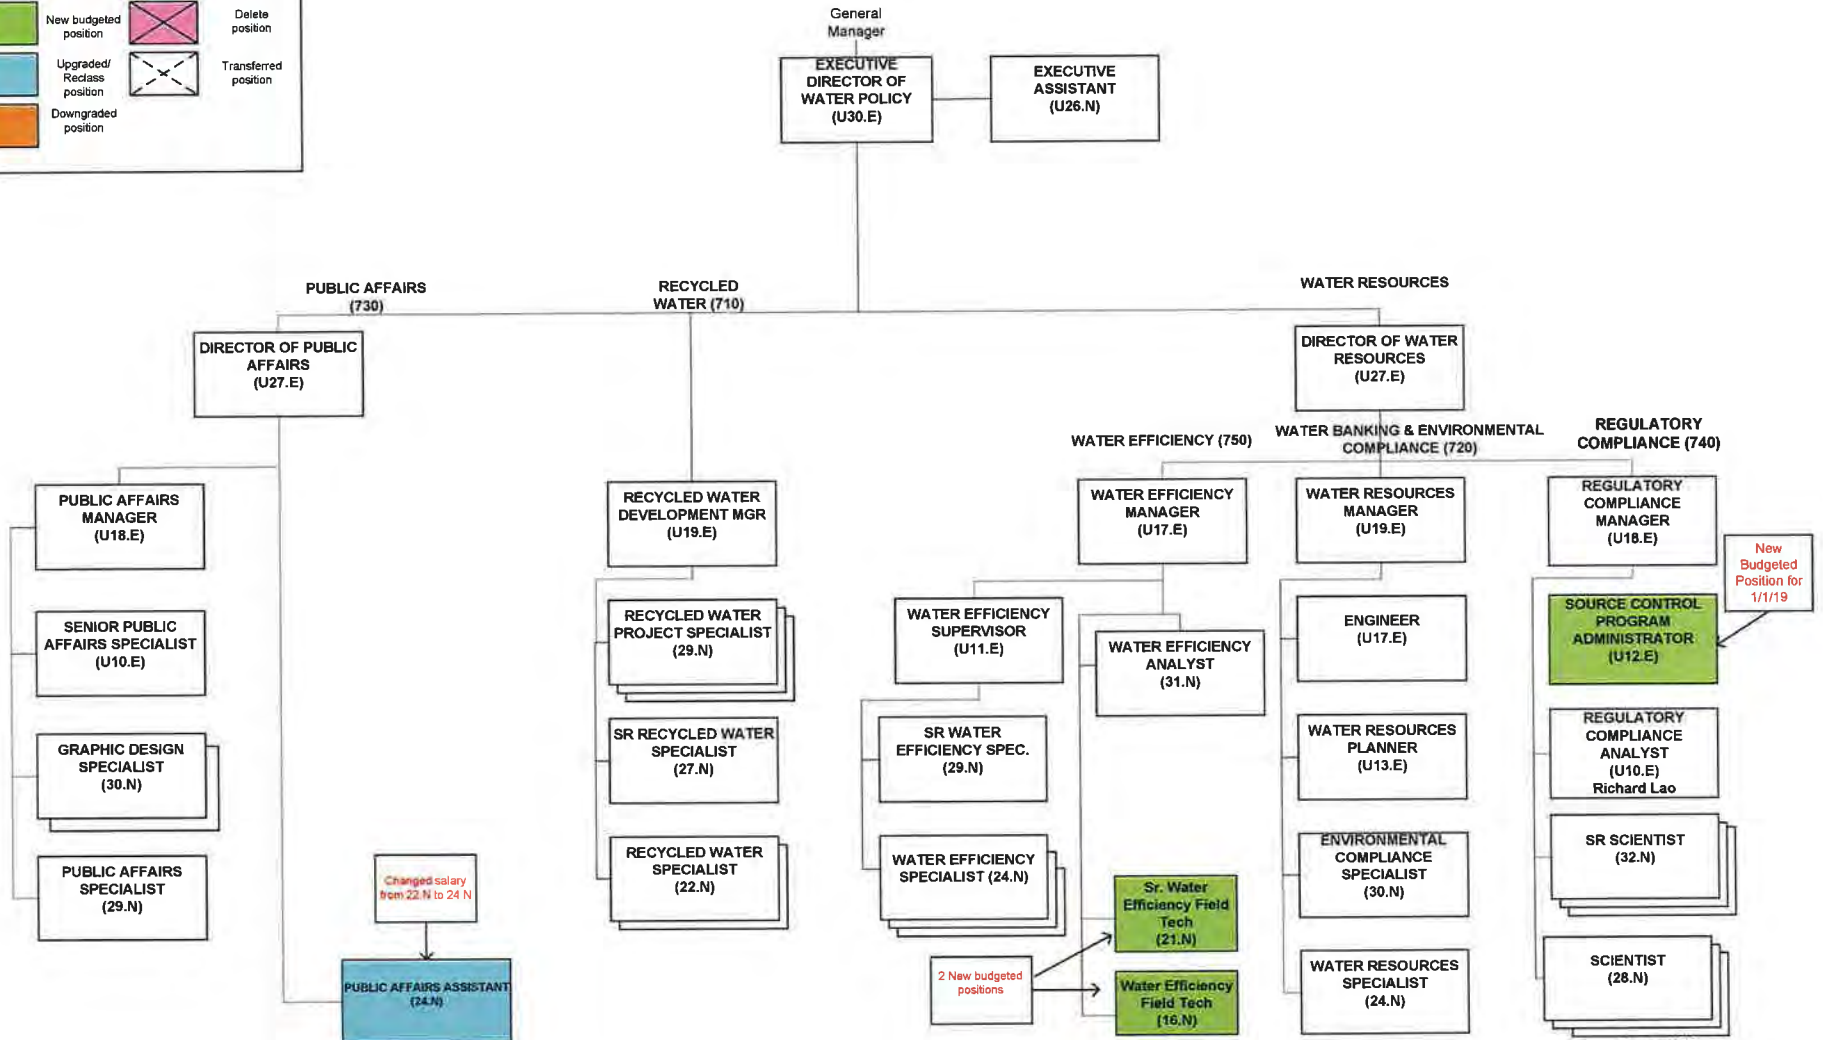 New budgeted
position
Delete
position
Upgraded/
Reclass
position
Transferred
position
Downgraded
position
General
Manager
EXECUTIVE
DIRECTOR OF
WATER POLICY
(U30.E)
EXECUTIVE
ASSISTANT
(U26.N)
PUBLIC AFFAIRS
(730)
RECYCLED
WATER (710)
WATER RESOURCES
DIRECTOR OF PUBLIC
AFFAIRS
(U27.E)
DIRECTOR OF WATER
RESOURCES
(U27.E)
WATER EFFICIENCY (750)
WATER BANKING & ENVIRONMENTAL
COMPLIANCE (720)
REGULATORY
COMPLIANCE (740)
PUBLIC AFFAIRS
MANAGER
(U18.E)
RECYCLED WATER
DEVELOPMENT MGR
(U19.E)
WATER EFFICIENCY
MANAGER
(U17.E)
WATER RESOURCES
MANAGER
(U19.E)
REGULATORY
COMPLIANCE
MANAGER
(U18.E)
New
Budgeted
Position for
1/1/19
SENIOR PUBLIC
AFFAIRS SPECIALIST
(U10.E)
RECYCLED WATER
PROJECT SPECIALIST
(29.N)
WATER EFFICIENCY
SUPERVISOR
(U11.E)
WATER EFFICIENCY
ANALYST
(31.N)
ENGINEER
(U17.E)
SOURCE CONTROL
PROGRAM
ADMINISTRATOR
(U12.E)
GRAPHIC DESIGN
SPECIALIST
(30.N)
SR RECYCLED WATER
SPECIALIST
(27.N)
SR WATER
EFFICIENCY SPEC.
(29.N)
WATER RESOURCES
PLANNER
(U13.E)
REGULATORY
COMPLIANCE
ANALYST
(U10.E)
Richard Lao
PUBLIC AFFAIRS
SPECIALIST
(29.N)
Changed salary
from 22.N to 24 N
RECYCLED WATER
SPECIALIST
(22.N)
WATER EFFICIENCY
SPECIALIST (24.N)
Sr. Water
Efficiency Field
Tech
(21.N)
ENVIRONMENTAL
COMPLIANCE
SPECIALIST
(30.N)
SR SCIENTIST
(32.N)
PUBLIC AFFAIRS ASSISTANT
(24.N)
2 New budgeted
positions
Water Efficiency
Field Tech
(16.N)
WATER RESOURCES
SPECIALIST
(24.N)
SCIENTIST
(28.N)